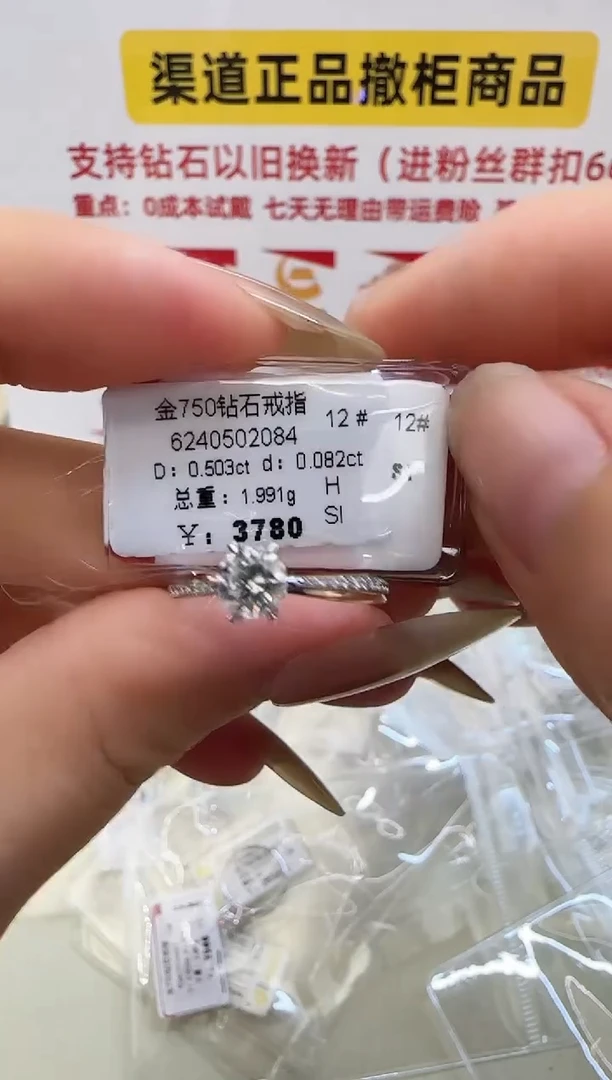 渠道正品撤柜商品
支持钻石以旧换新（进粉丝群扣6
重点：0成本试戴 七天无理由带运费险
金750钻石戒指
12 # 12#
6240502084
D: 0.503ct d: 0.082ct
总重: 1.991g H
SI
3780